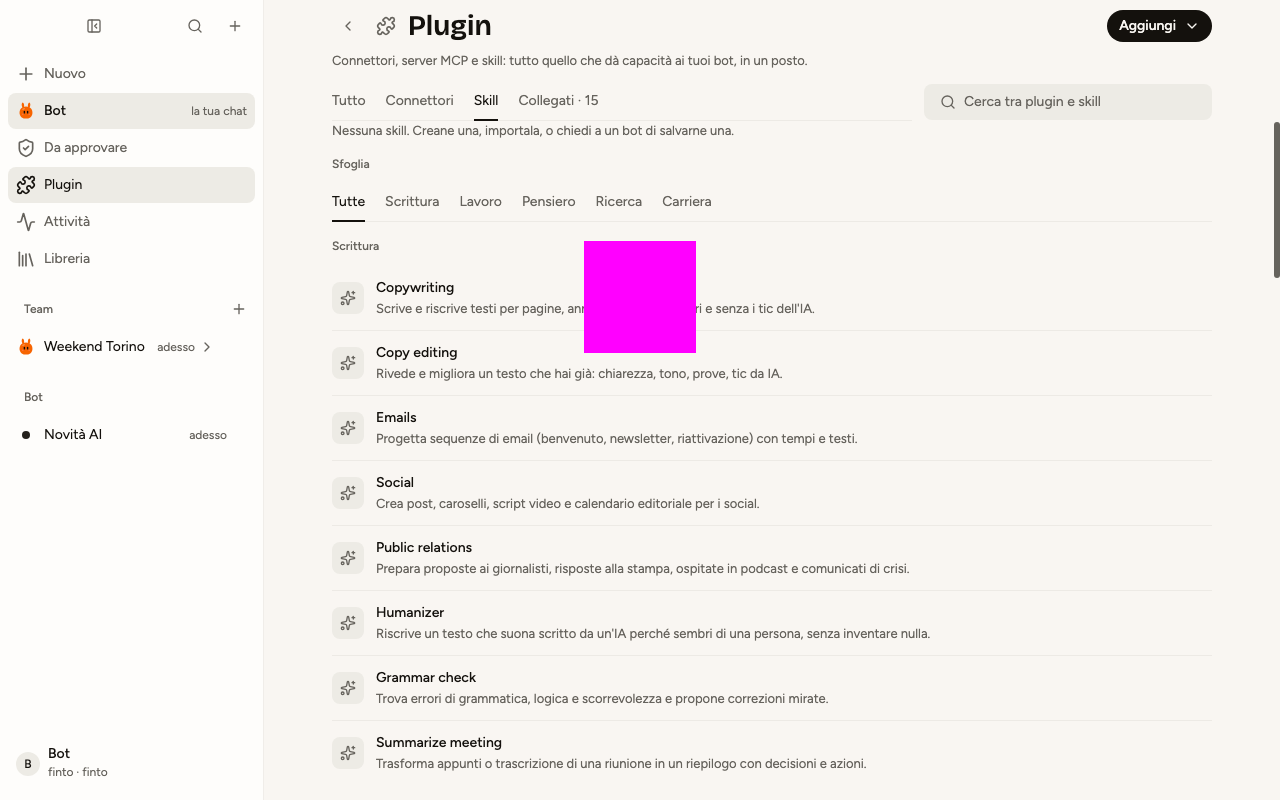 Nuovo
Bot
la tua chat
Da approvare
Plugin
Attività
Libreria
Team
Weekend Torino
adesso
Bot
Novità AI
adesso
B
Bot
finto · finto
Plugin
Aggiungi
Connettori, server MCP e skill: tutto quello che dà capacità ai tuoi bot, in un posto.
Tutto
Connettori
Skill
Collegati · 15
Cerca tra plugin e skill
Nessuna skill. Creane una, importala, o chiedi a un bot di salvarne una.
Sfoglia
Tutte
Scrittura
Lavoro
Pensiero
Ricerca
Carriera
Scrittura
Copywriting
Scrive e riscrive testi per pagine, e senza i tic dell'IA.
Copy editing
Rivede e migliora un testo che hai già: chiarezza, tono, prove, tic da IA.
Emails
Progetta sequenze di email (benvenuto, newsletter, riattivazione) con tempi e testi.
Social
Crea post, caroselli, script video e calendario editoriale per i social.
Public relations
Prepara proposte ai giornalisti, risposte alla stampa, ospitate in podcast e comunicati di crisi.
Humanizer
Riscrive un testo che suona scritto da un'IA perché sembri di una persona, senza inventare nulla.
Grammar check
Trova errori di grammatica, logica e scorrevolezza e propone correzioni mirate.
Summarize meeting
Trasforma appunti o trascrizione di una riunione in un riepilogo con decisioni e azioni.